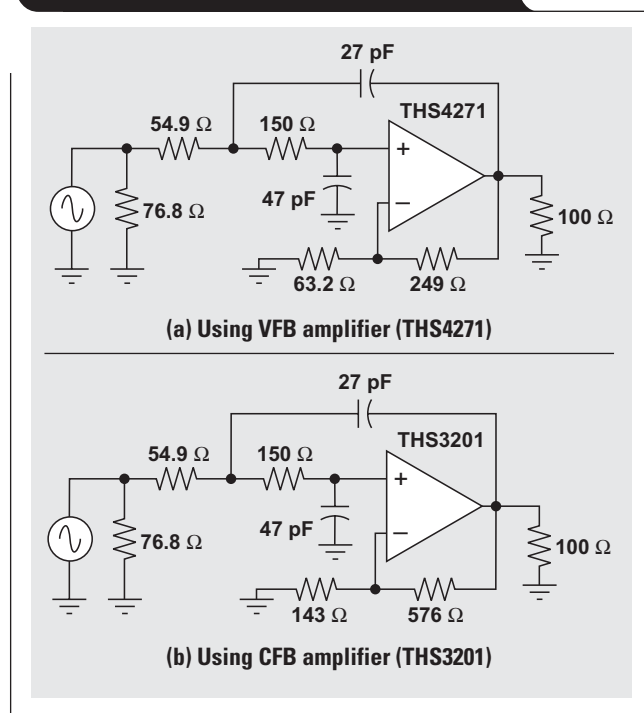 27 pF
THS4271
54.9 Ω
150 Ω
+
47 pF
76.8 Ω
−
100 Ω
63.2 Ω
249 Ω
(a) Using VFB amplifier (THS4271)
27 pF
THS3201
54.9 Ω
150 Ω
+
47 pF
76.8 Ω
−
100 Ω
143 Ω
576 Ω
(b) Using CFB amplifier (THS3201)